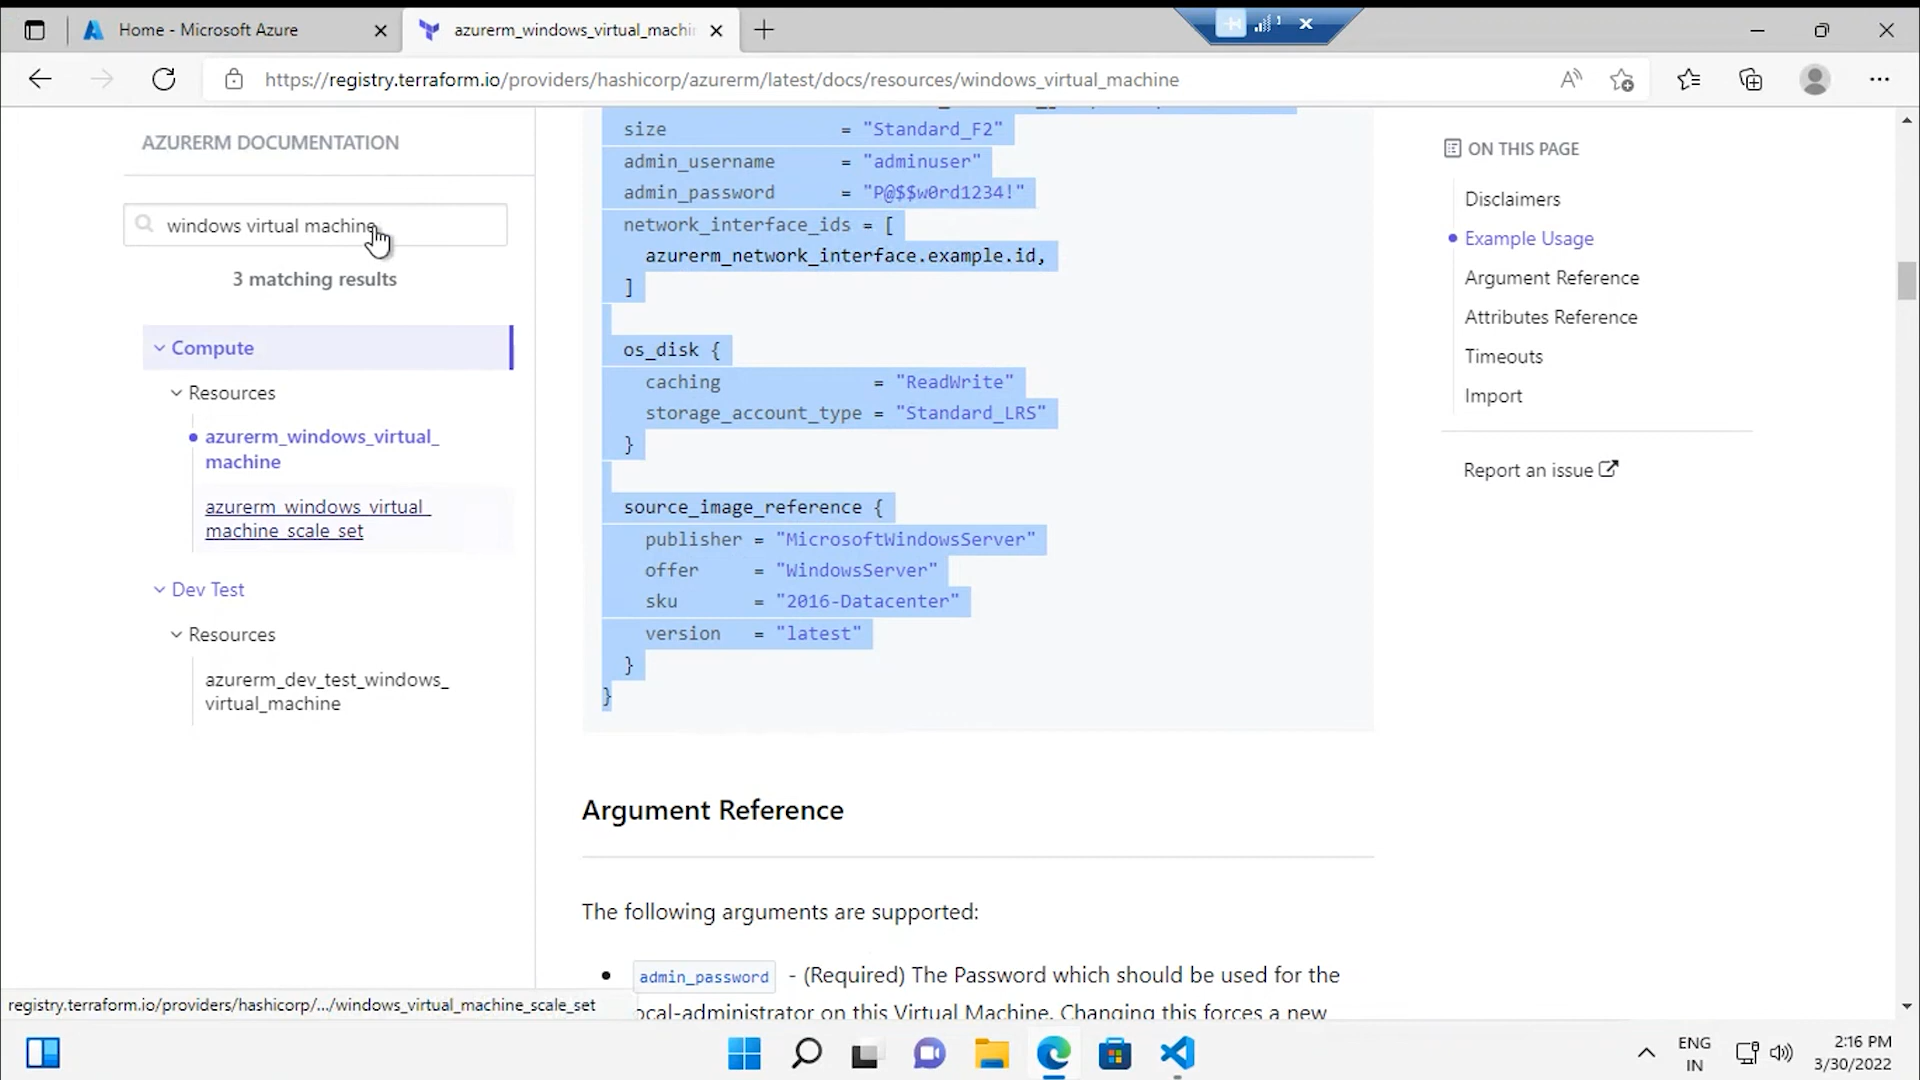 Home - Microsoft Azure
azurerm_windows_virtual_machi
https://registry.terraform.io/providers/hashicorp/azurerm/latest/docs/resources/windows_virtual_machine
AZURERM DOCUMENTATION
windows virtual machine
3 matching results
Compute
Resources
azurerm_windows_virtual_
machine
azurerm_windows_virtual_
machine_scale_set
Dev Test
Resources
azurerm_dev_test_windows_
virtual_machine
size = "Standard_F2"
admin_username = "adminuser"
admin_password = "P@$$w0rd1234!"
network_interface_ids = [
azurerm_network_interface.example.id,
]
os_disk {
caching = "ReadWrite"
storage_account_type = "Standard_LRS"
}
source_image_reference {
publisher = "MicrosoftWindowsServer"
offer = "WindowsServer"
sku = "2016-Datacenter"
version = "latest"
}
}
Argument Reference
The following arguments are supported:
admin_password - (Required) The Password which should be used for the
ocal-administrator on this Virtual Machine. Changing this forces a new
ON THIS PAGE
Disclaimers
Example Usage
Argument Reference
Attributes Reference
Timeouts
Import
Report an issue
registry.terraform.io/providers/hashicorp/.../windows_virtual_machine_scale_set
ENG
IN
2:16 PM
3/30/2022